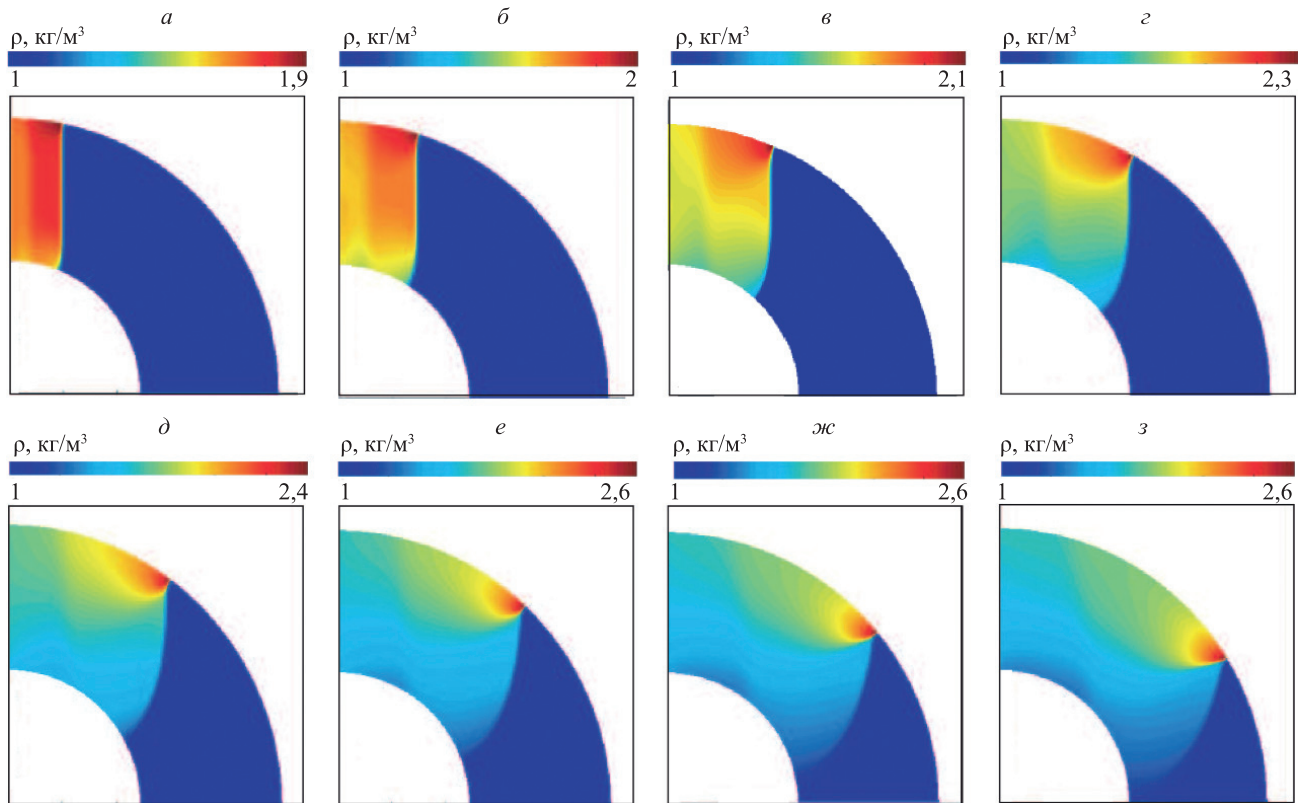 а б в г
ρ, кг/м³ ρ, кг/м³ ρ, кг/м³ ρ, кг/м³
1 1,9 1 2 1 2,1 1 2,3
д е ж з
ρ, кг/м³ ρ, кг/м³ ρ, кг/м³ ρ, кг/м³
1 2,4 1 2,6 1 2,6 1 2,6